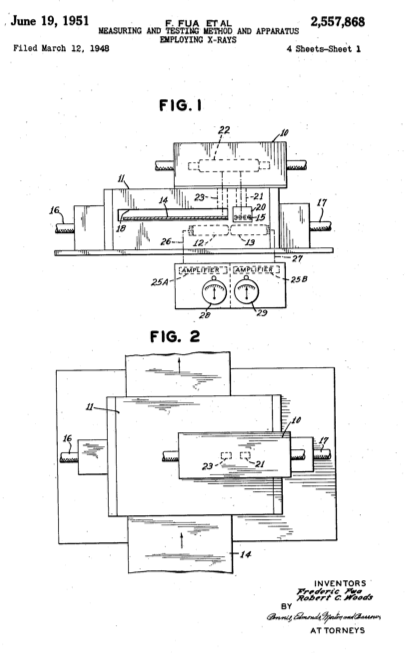 June 19, 1951
F. FUA ET AL
2,557,868
MEASURING AND TESTING METHOD AND APPARATUS
EMPLOYING X-RAYS
Filed March 12, 1948
4 Sheets-Sheet 1
FIG. 1
22
10
11
16
14
23
21
20
15
17
18
26
12
13
27
AMPLIFIER
AMPLIFIER
25A
25B
28
29
FIG. 2
11
10
16
17
23
21
14
INVENTORS
Frederic Fua
Robert C. Woods
BY
ATTORNEYS